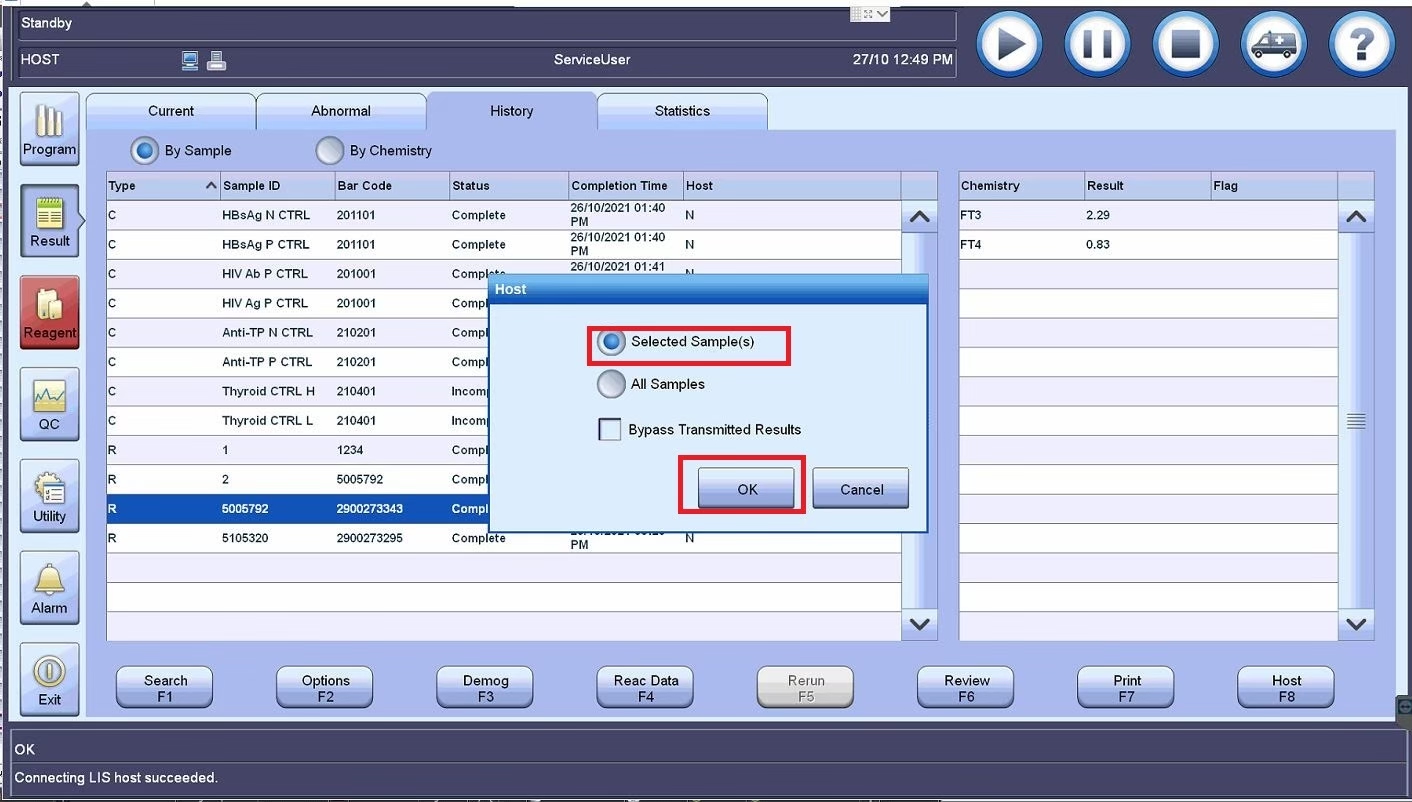 Standby
HOST
ServiceUser
27/10 12:49 PM
Program
Result
Reagent
QC
Utility
Alarm
Exit
Current
Abnormal
History
Statistics
By Sample
By Chemistry
Type Sample ID Bar Code Status Completion Time Host
C HBsAg N CTRL 201101 Complete 26/10/2021 01:40 PM N
C HBsAg P CTRL 201101 Complete 26/10/2021 01:40 PM N
C HIV Ab P CTRL 201001 Complete 26/10/2021 01:41 N
C HIV Ag P CTRL 201001 Compl
C Anti-TP N CTRL 210201 Compl
C Anti-TP P CTRL 210201 Compl
C Thyroid CTRL H 210401 Incom
C Thyroid CTRL L 210401 Incom
R 1 1234 Compl
R 2 5005792 Compl
R 5005792 2900273343 Compl
R 5105320 2900273295 Complete PM N
Chemistry Result Flag
FT3 2.29
FT4 0.83
Host
Selected Sample(s)
All Samples
Bypass Transmitted Results
OK
Cancel
Search F1
Options F2
Demog F3
Reac Data F4
Rerun F5
Review F6
Print F7
Host F8
OK
Connecting LIS host succeeded.